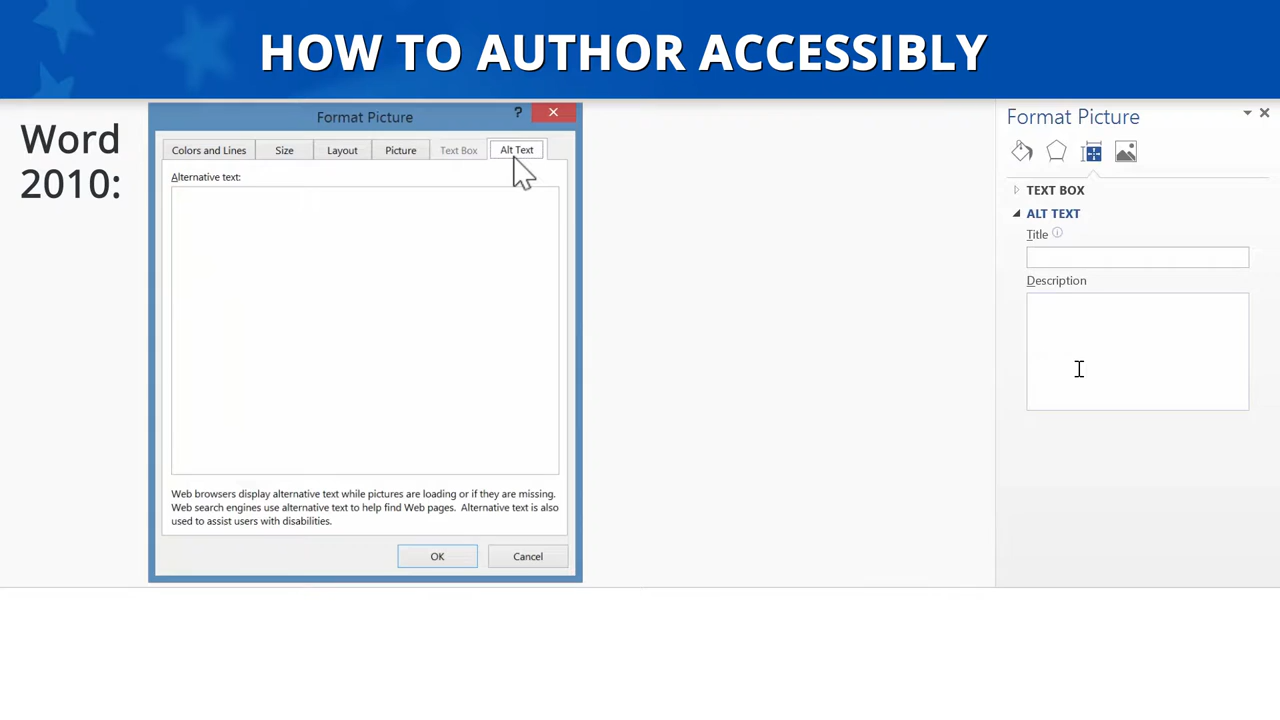 HOW TO AUTHOR ACCESSIBLY
Word
2010:
Format Picture
?
Colors and Lines
Size
Layout
Picture
Text Box
Alt Text
Alternative text:
Web browsers display alternative text while pictures are loading or if they are missing.
Web search engines use alternative text to help find Web pages. Alternative text is also
used to assist users with disabilities.
OK
Cancel
Format Picture
TEXT BOX
ALT TEXT
Title
Description